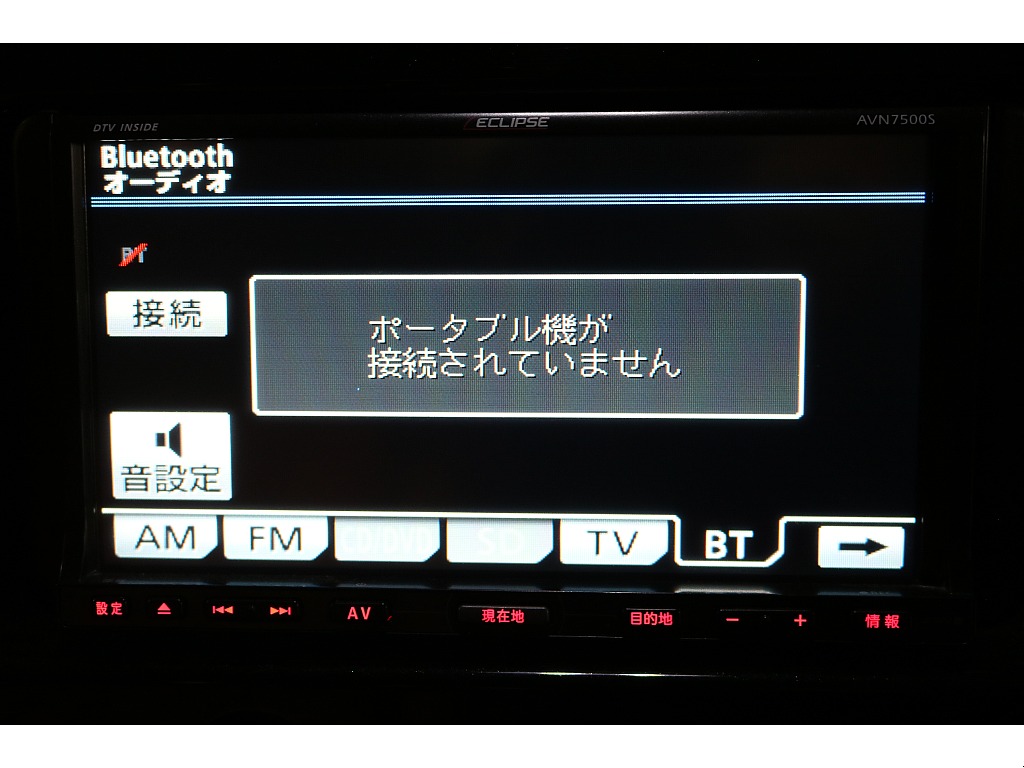 DTV INSIDE
ECLIPSE
AVN7500S
Bluetooth
オーディオ
BT
接続
ポータブル機が
接続されていません
音設定
AM
FM
CD/DVD
SD
TV
BT
設定
AV
現在地
目的地
−
+
情報